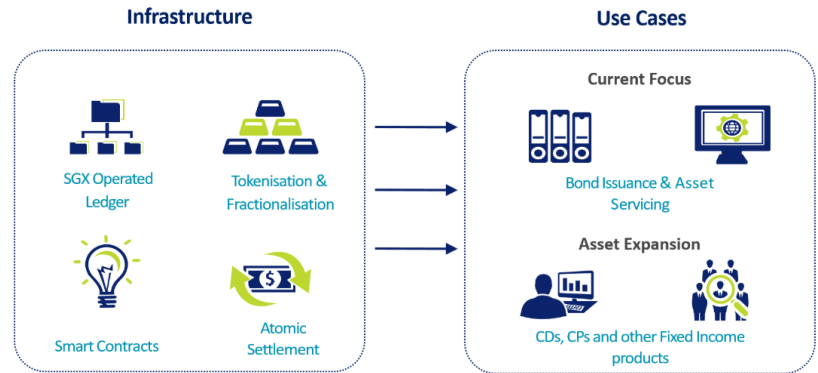 Infrastructure
SGX Operated
Ledger
Tokenisation &
Fractionalisation
Smart Contracts
$
Atomic
Settlement
Use Cases
Current Focus
Bond Issuance & Asset
Servicing
Asset Expansion
CDs, CPs and other Fixed Income
products